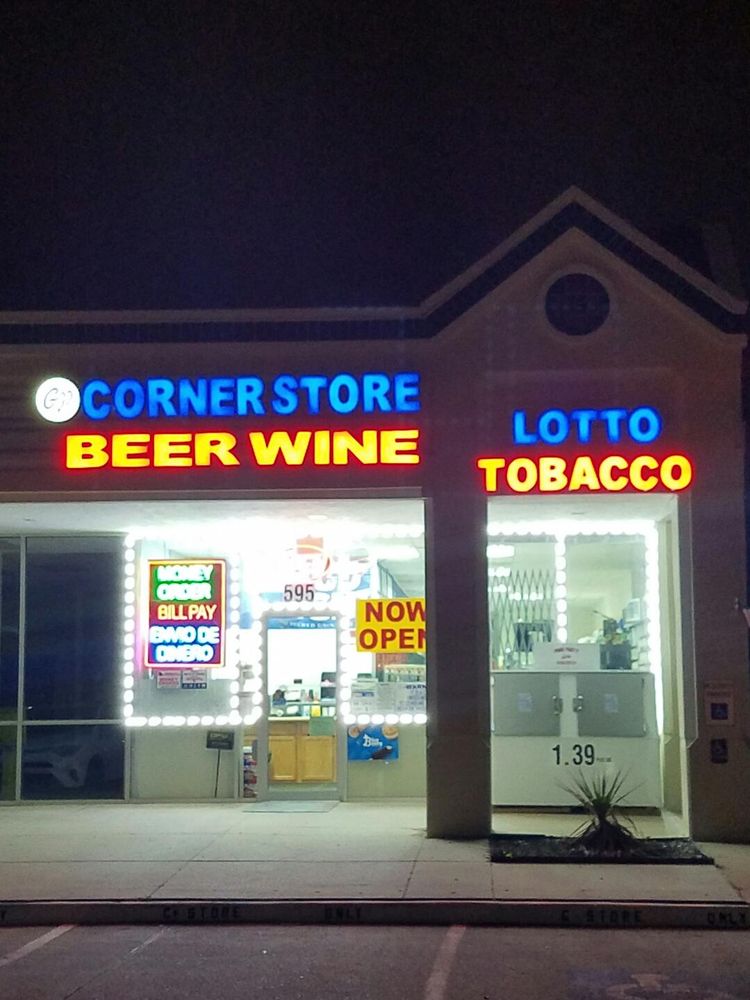 CORNER STORE
BEER WINE
LOTTO
TOBACCO
MONEY
ORDER
BILL PAY
ENVIO DE
DINERO
595
NOW
OPEN
1.39
STORE ONLY
STORE ONLY